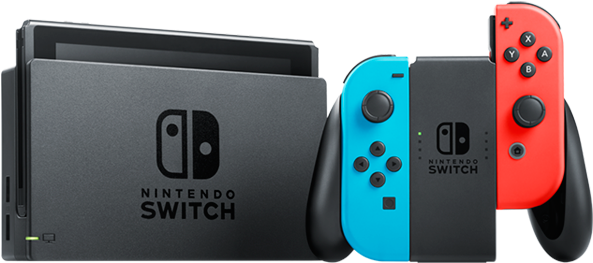 NINTENDO
SWITCH
NINTENDO
SWITCH
X
Y
A
B